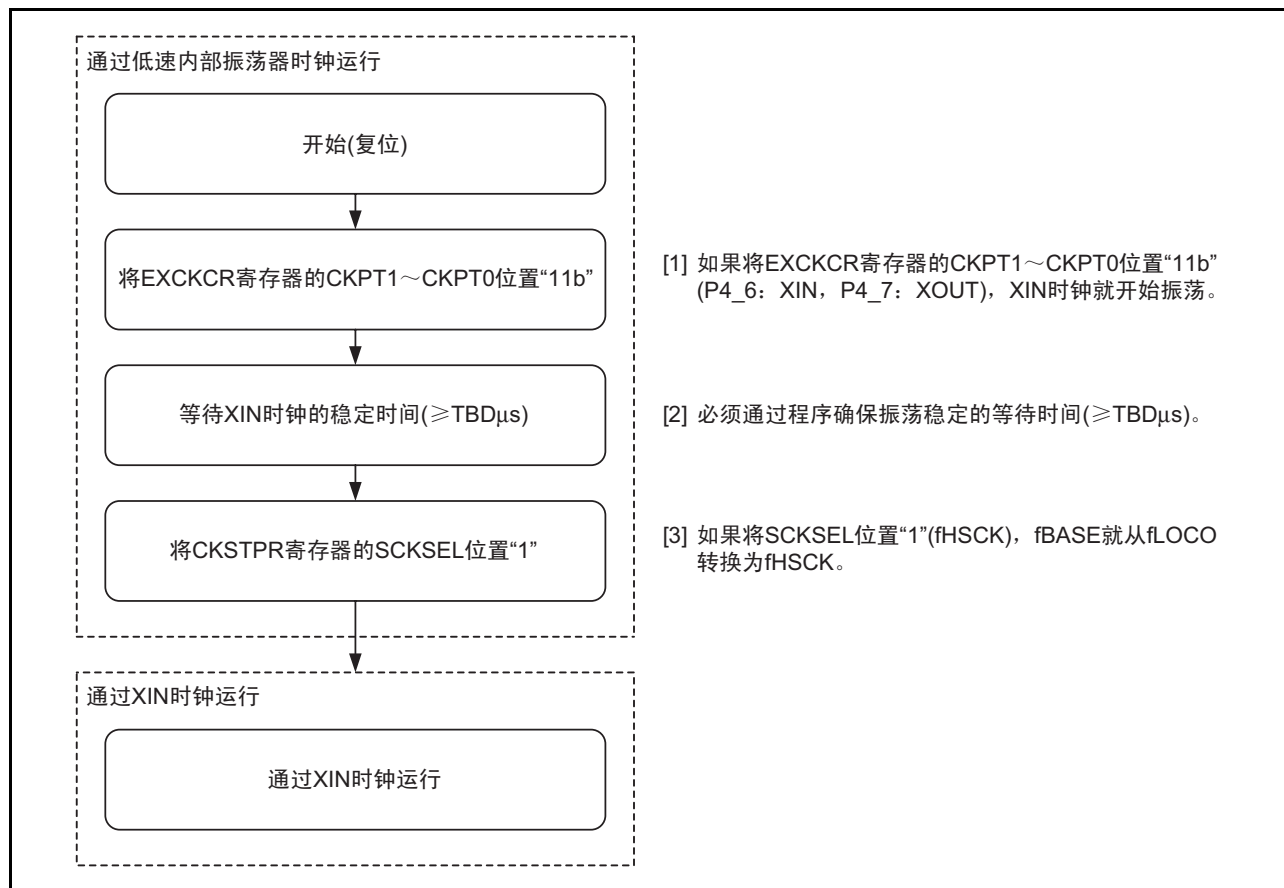 通过低速内部振荡器时钟运行
开始(复位)
将EXCKCR寄存器的CKPT1～CKPT0位置“11b”
[1] 如果将EXCKCR寄存器的CKPT1～CKPT0位置“11b”
(P4_6：XIN，P4_7：XOUT)，XIN时钟就开始振荡。
等待XIN时钟的稳定时间(≥TBDμs)
[2] 必须通过程序确保振荡稳定的等待时间(≥TBDμs)。
将CKSTPR寄存器的SCKSEL位置“1”
[3] 如果将SCKSEL位置“1”(fHSCK)，fBASE就从fLOCO
转换为fHSCK。
通过XIN时钟运行
通过XIN时钟运行